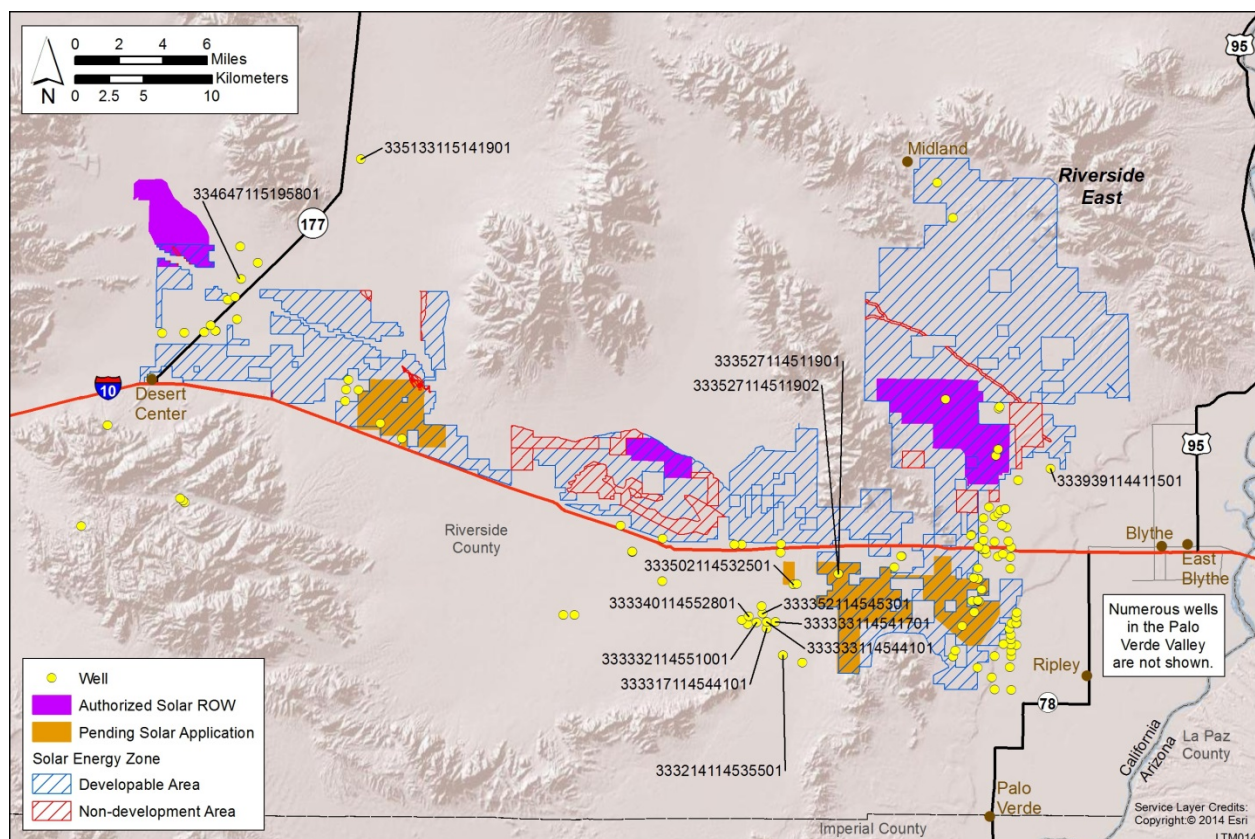 0 2 4 6
Miles
Kilometers
0 2.5 5 10
N
95
335133115141901
Midland
Riverside
East
334647115195801
177
333527114511901
333527114511902
10
Desert
Center
95
333939114411501
Riverside
County
Blythe
East
Blythe
333502114532501
333340114552801
333352114545301
333333114541701
333333114544101
333332114551001
333317114544101
Numerous wells
in the Palo
Verde Valley
are not shown.
Ripley
78
333214114535501
California
Arizona
La Paz
County
Well
Authorized Solar ROW
Pending Solar Application
Solar Energy Zone
Developable Area
Non-development Area
Palo
Verde
Imperial County
Service Layer Credits:
Copyright:© 2014 Esri
LTM014